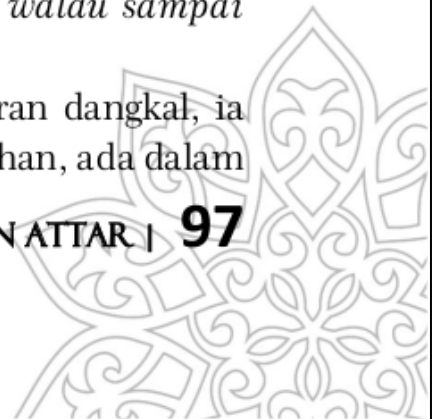 walau sampai
ran dangkal, ia
han, ada dalam
N ATTAR | 97